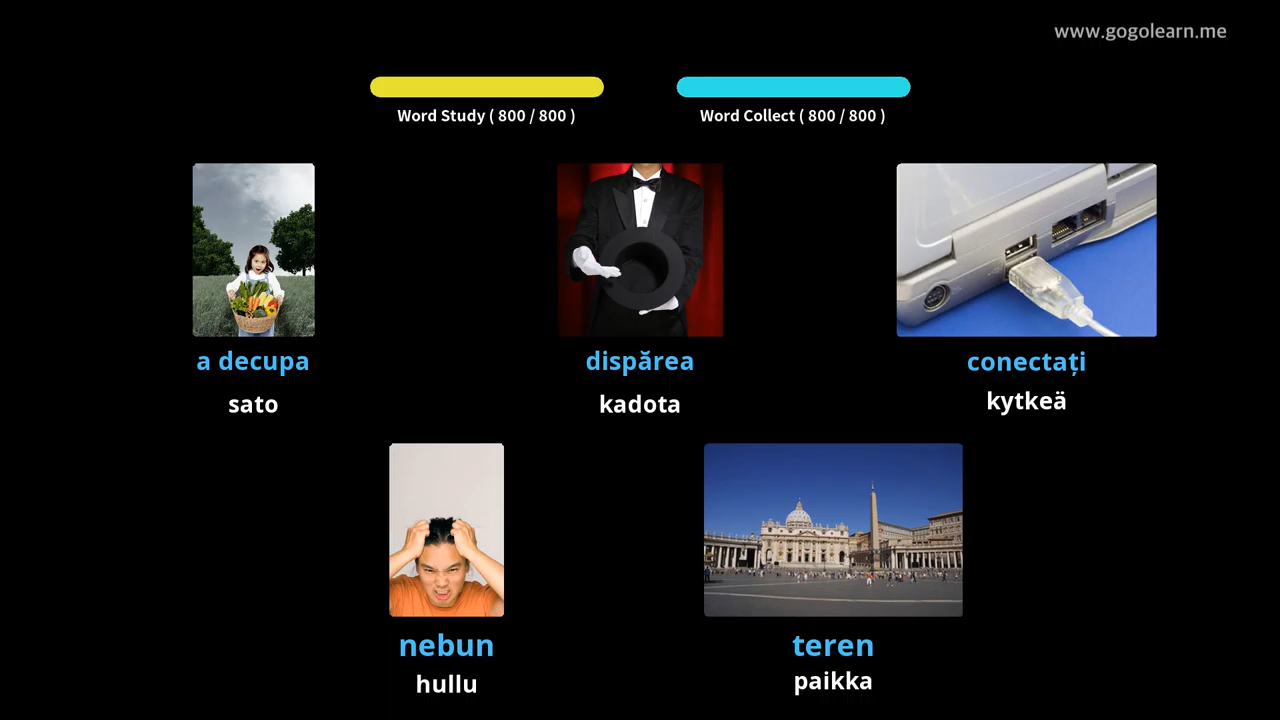 www.gogolearn.me
Word Study ( 800 / 800 )
Word Collect ( 800 / 800 )
a decupa
sato
dispărea
kadota
conectați
kytkeä
nebun
hullu
teren
paikka